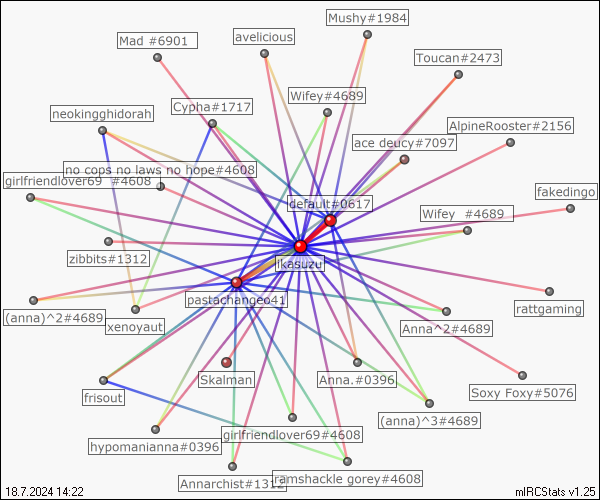 Mushy#1984
avelicious
Mad #6901
Toucan#2473
Wifey#4689
Cypha#1717
neokingghidorah
AlpineRooster#2156
ace deucy#7097
no cops no laws no hope#4608
girlfriendlover69 #4608
fakedingo
default#0617
Wifey #4689
zibbits#1312
ikasuzu
rattgaming
pastachangeo41
(anna)^2#4689
xenoyaut
Anna^2#4689
Skalman
Anna.#0396
Soxy Foxy#5076
frisout
(anna)^3#4689
girlfriendlover69#4608
hypomanianna#0396
ramshackle gorey#4608
Annarchist#1312
18.7.2024 14:22
mIRCStats v1.25